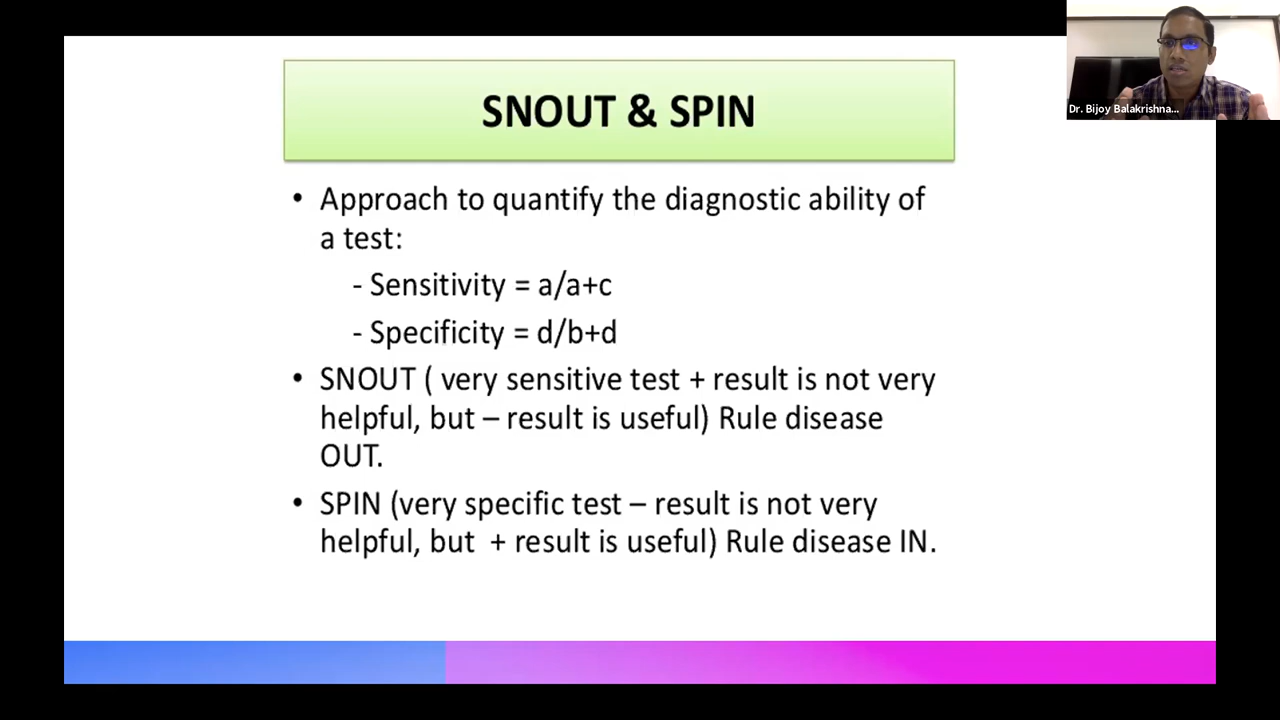 SNOUT & SPIN
• Approach to quantify the diagnostic ability of
a test:
- Sensitivity = a/a+c
- Specificity = d/b+d
• SNOUT ( very sensitive test + result is not very
helpful, but – result is useful) Rule disease
OUT.
• SPIN (very specific test – result is not very
helpful, but + result is useful) Rule disease IN.
Dr. Bijoy Balakrishna...